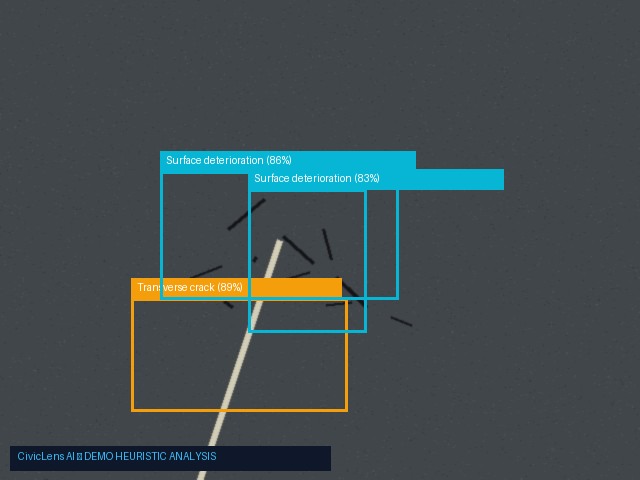 Surface deterioration (86%)
Surface deterioration (83%)
Transverse crack (89%)
CivicLens AI DEMO HEURISTIC ANALYSIS